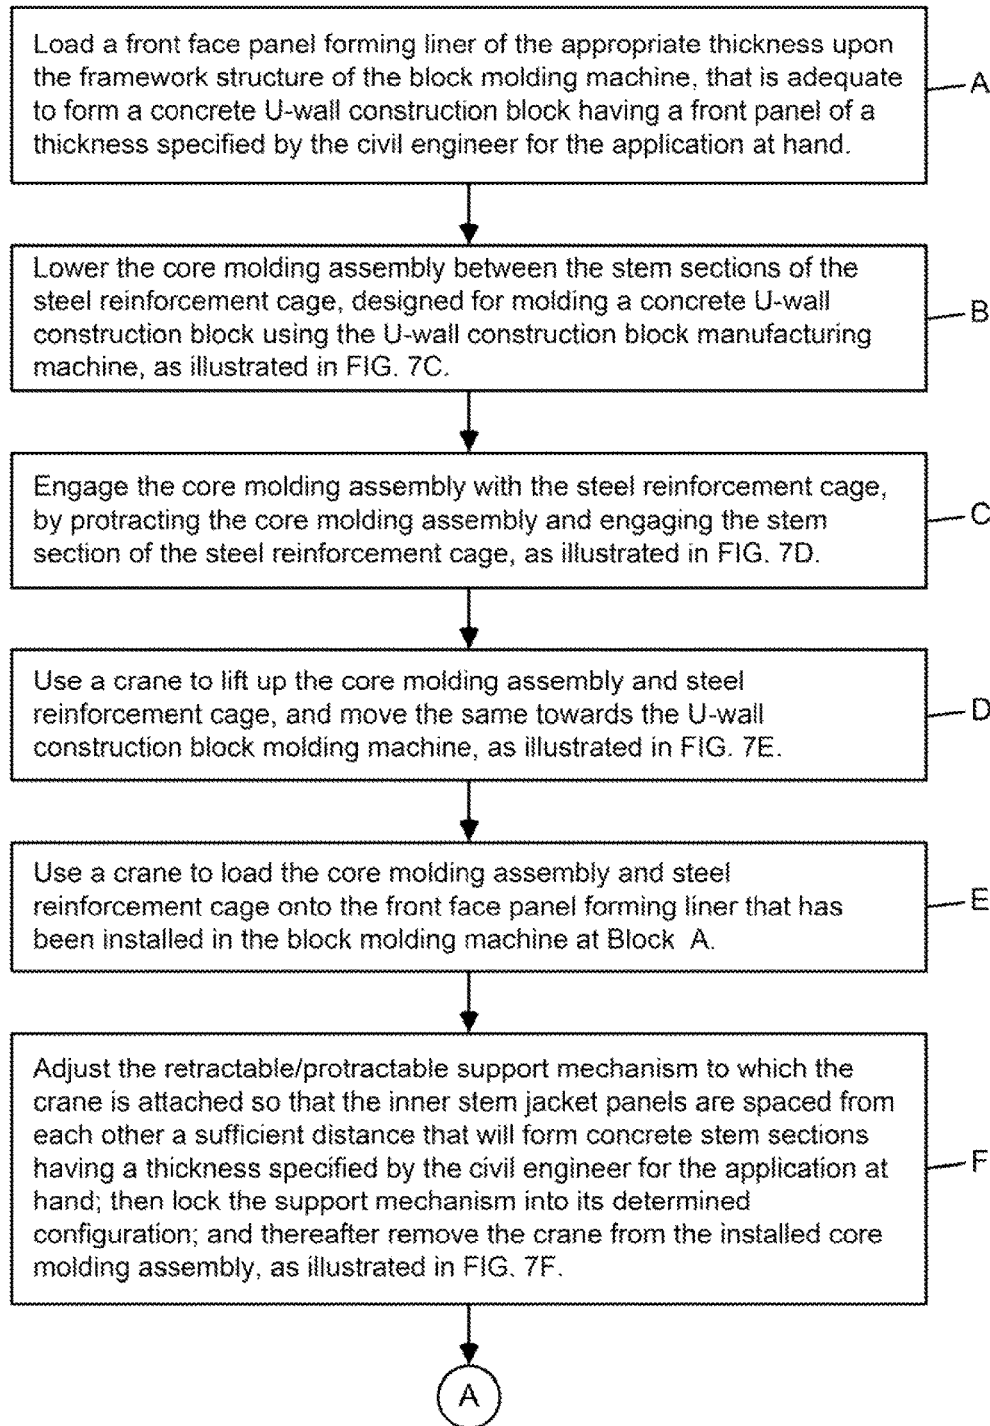 Load a front face panel forming liner of the appropriate thickness upon
the framework structure of the block molding machine, that is adequate
to form a concrete U-wall construction block having a front panel of a
thickness specified by the civil engineer for the application at hand.
A
Lower the core molding assembly between the stem sections of the
steel reinforcement cage, designed for molding a concrete U-wall
construction block using the U-wall construction block manufacturing
machine, as illustrated in FIG. 7C.
B
Engage the core molding assembly with the steel reinforcement cage,
by protracting the core molding assembly and engaging the stem
section of the steel reinforcement cage, as illustrated in FIG. 7D.
C
Use a crane to lift up the core molding assembly and steel
reinforcement cage, and move the same towards the U-wall
construction block molding machine, as illustrated in FIG. 7E.
D
Use a crane to load the core molding assembly and steel
reinforcement cage onto the front face panel forming liner that has
been installed in the block molding machine at Block A.
E
Adjust the retractable/protractable support mechanism to which the
crane is attached so that the inner stem jacket panels are spaced from
each other a sufficient distance that will form concrete stem sections
having a thickness specified by the civil engineer for the application at
hand; then lock the support mechanism into its determined
configuration; and thereafter remove the crane from the installed core
molding assembly, as illustrated in FIG. 7F.
F
A